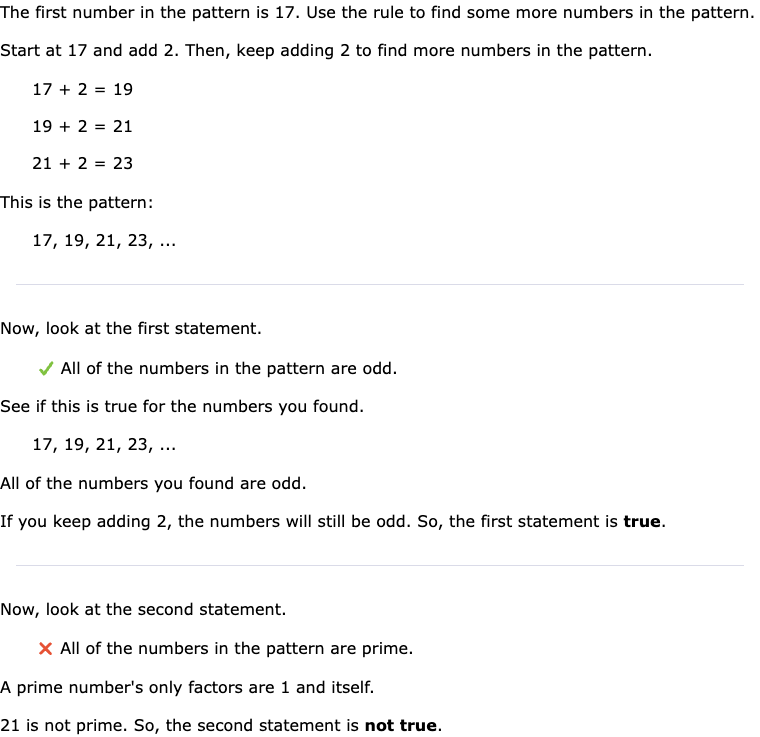 The first number in the pattern is 17. Use the rule to find some more numbers in the pattern.
Start at 17 and add 2. Then, keep adding 2 to find more numbers in the pattern.
17 + 2 = 19
19 + 2 = 21
21 + 2 = 23
This is the pattern:
17, 19, 21, 23, ...
Now, look at the first statement.
✓ All of the numbers in the pattern are odd.
See if this is true for the numbers you found.
17, 19, 21, 23, ...
All of the numbers you found are odd.
If you keep adding 2, the numbers will still be odd. So, the first statement is true.
Now, look at the second statement.
✗ All of the numbers in the pattern are prime.
A prime number's only factors are 1 and itself.
21 is not prime. So, the second statement is not true.